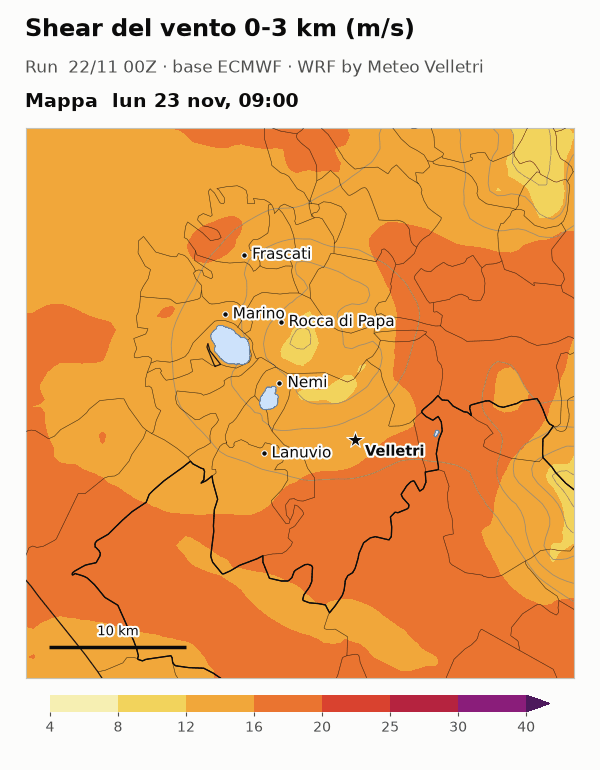 Shear del vento 0-3 km (m/s)
Run  22/11 00Z · base ECMWF · WRF by Meteo Velletri
Mappa  lun 23 nov, 09:00
Frascati
Marino
Rocca di Papa
Nemi
Velletri
Lanuvio
10 km
4 8 12 16 20 25 30 40